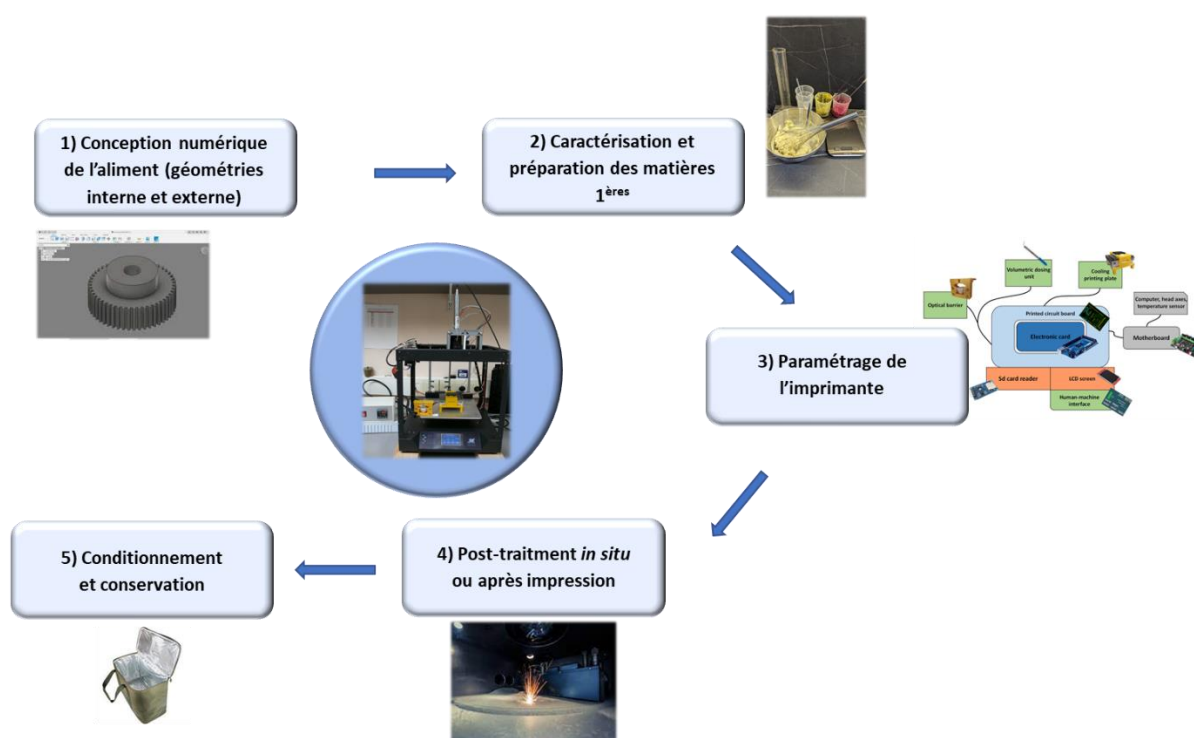 1) Conception numérique
de l’aliment (géométries
interne et externe)
2) Caractérisation et
préparation des matières
1ères
Volumetric dosing
unit
Cooling
printing plate
Optical barrier
Computer, head axes,
temperature sensor
Printed circuit board
Electronic card
Motherboard
Sd card reader
LCD screen
Human machine
interface
3) Paramétrage de
l’imprimante
4) Post-traitement in situ
ou après impression
5) Conditionnement
et conservation